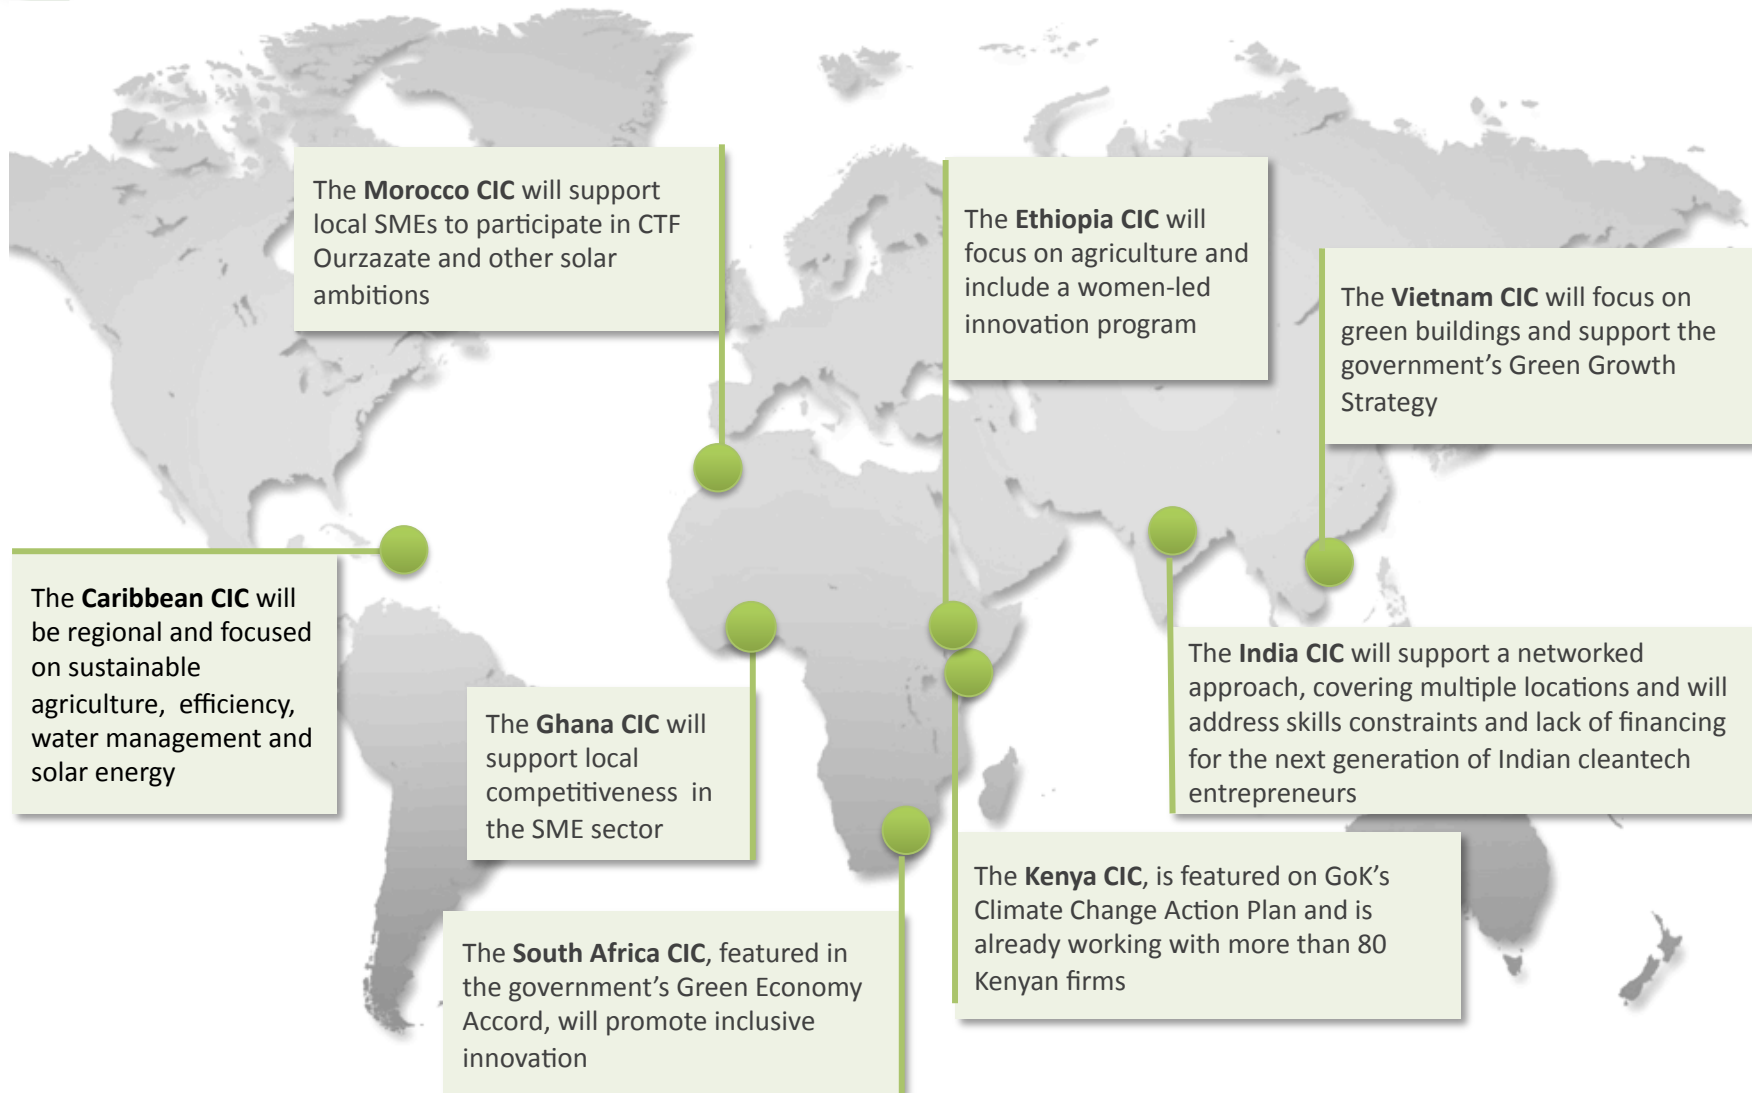 The Morocco CIC will support
local SMEs to participate in CTF
Ourzazate and other solar
ambitions
The Ethiopia CIC will
focus on agriculture and
include a women-led
innovation program
The Vietnam CIC will focus on
green buildings and support the
government’s Green Growth
Strategy
The Caribbean CIC will
be regional and focused
on sustainable
agriculture, efficiency,
water management and
solar energy
The Ghana CIC will
support local
competitiveness in
the SME sector
The India CIC will support a networked
approach, covering multiple locations and will
address skills constraints and lack of financing
for the next generation of Indian cleantech
entrepreneurs
The South Africa CIC, featured in
the government’s Green Economy
Accord, will promote inclusive
innovation
The Kenya CIC, is featured on GoK’s
Climate Change Action Plan and is
already working with more than 80
Kenyan firms